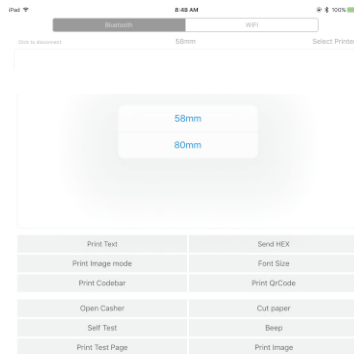 iPad 8:48 AM 100%
Bluetooth WIFI
Click to disconnect 58mm Select Printe
58mm
80mm
Print Text Send HEX
Print Image mode Font Size
Print Codebar Print QrCode
Open Casher Cut paper
Self Test Beep
Print Test Page Print Image